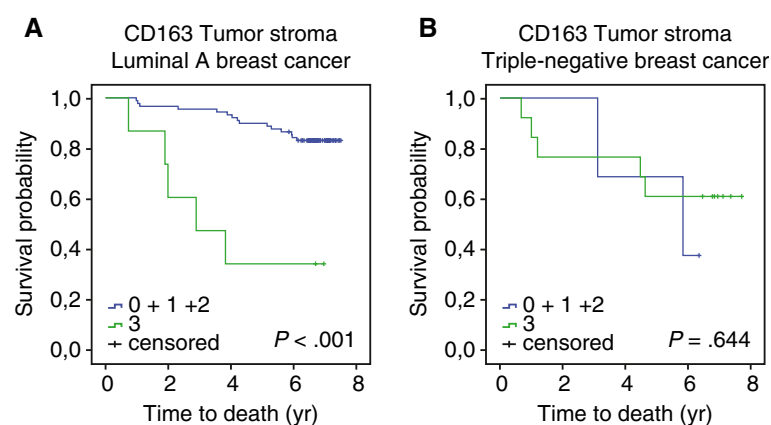 A
CD163 Tumor stroma
Luminal A breast cancer
Survival probability
1,0
0,8
0,6
0,4
0,2
0,0
0 + 1 +2
3
censored
P < .001
0 2 4 6 8
Time to death (yr)
B
CD163 Tumor stroma
Triple-negative breast cancer
Survival probability
1,0
0,8
0,6
0,4
0,2
0,0
0 + 1 +2
3
censored
P = .644
0 2 4 6 8
Time to death (yr)